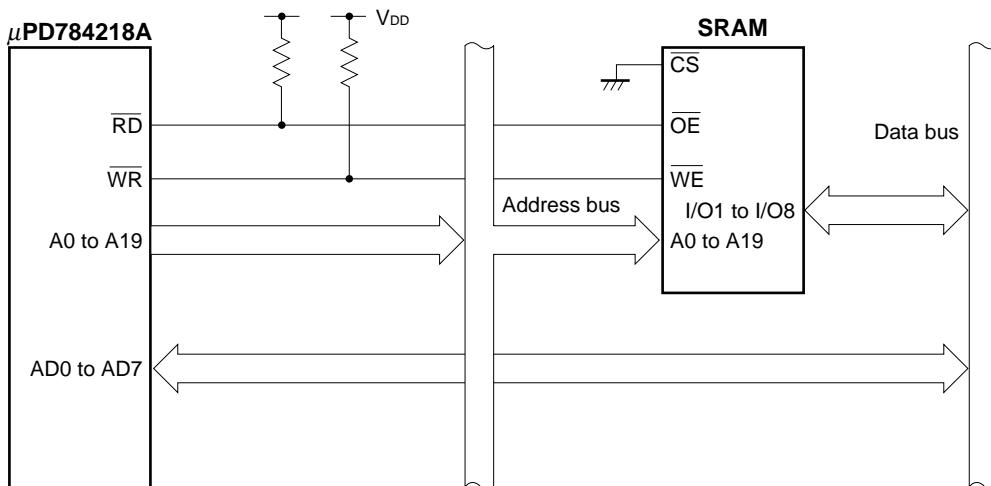 μPD784218A
VDD
SRAM
CS
RD
OE
Data bus
WR
WE
Address bus
I/O1 to I/O8
A0 to A19
A0 to A19
AD0 to AD7